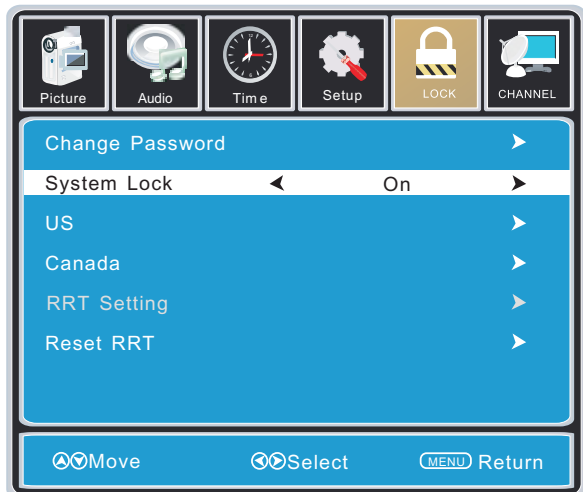 Picture Audio Time Setup LOCK CHANNEL
Change Password
System Lock On
US
Canada
RRT Setting
Reset RRT
Move Select MENU Return